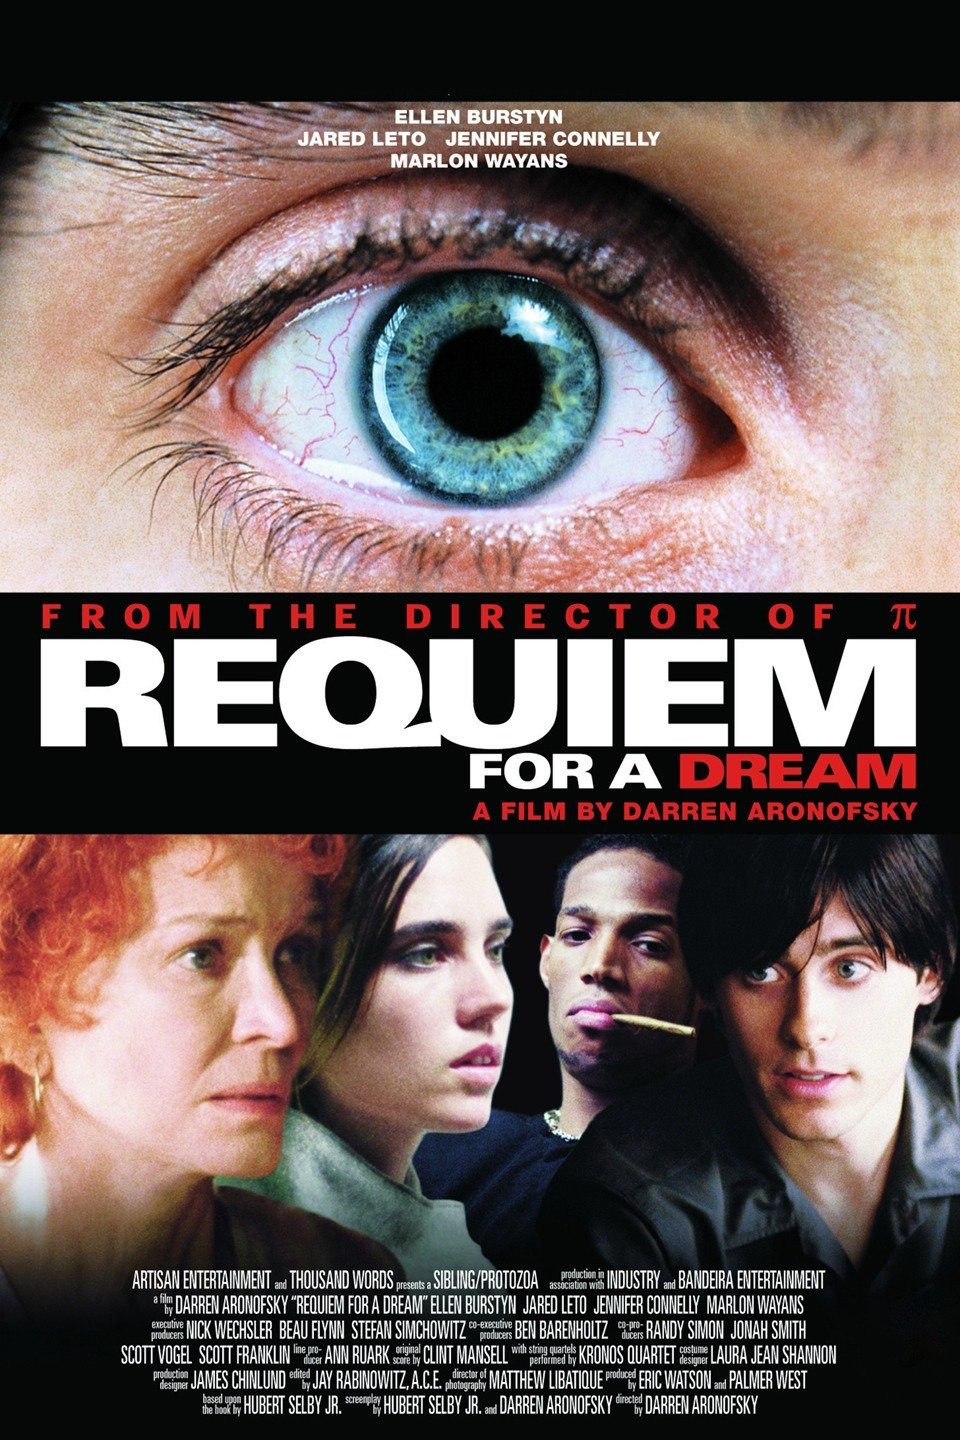 ELLEN BURSTYN
JARED LETO JENNIFER CONNELLY
MARLON WAYANS
FROM THE DIRECTOR OF π
REQUIEM
FOR A DREAM
A FILM BY DARREN ARONOFSKY
ARTISAN ENTERTAINMENT and THOUSAND WORDS presents a SIBLING/PROTOZOA production in association with INDUSTRY and BANDEIRA ENTERTAINMENT
a film by DARREN ARONOFSKY "REQUIEM FOR A DREAM" ELLEN BURSTYN JARED LETO JENNIFER CONNELLY MARLON WAYANS
executive producers NICK WECHSLER BEAU FLYNN STEFAN SIMCHOWITZ co-executive producers BEN BARENHOLTZ co-pro-ducers RANDY SIMON JONAH SMITH
SCOTT VOGEL SCOTT FRANKLIN line pro-ducer ANN RUARK original score by CLINT MANSELL with string quartets performed by KRONOS QUARTET costume designer LAURA JEAN SHANNON
production designer JAMES CHINLUND edited by JAY RABINOWITZ, A.C.E. director of photography MATTHEW LIBATIQUE produced by ERIC WATSON and PALMER WEST
based upon the book by HUBERT SELBY JR. screenplay by HUBERT SELBY JR. and DARREN ARONOFSKY directed by DARREN ARONOFSKY